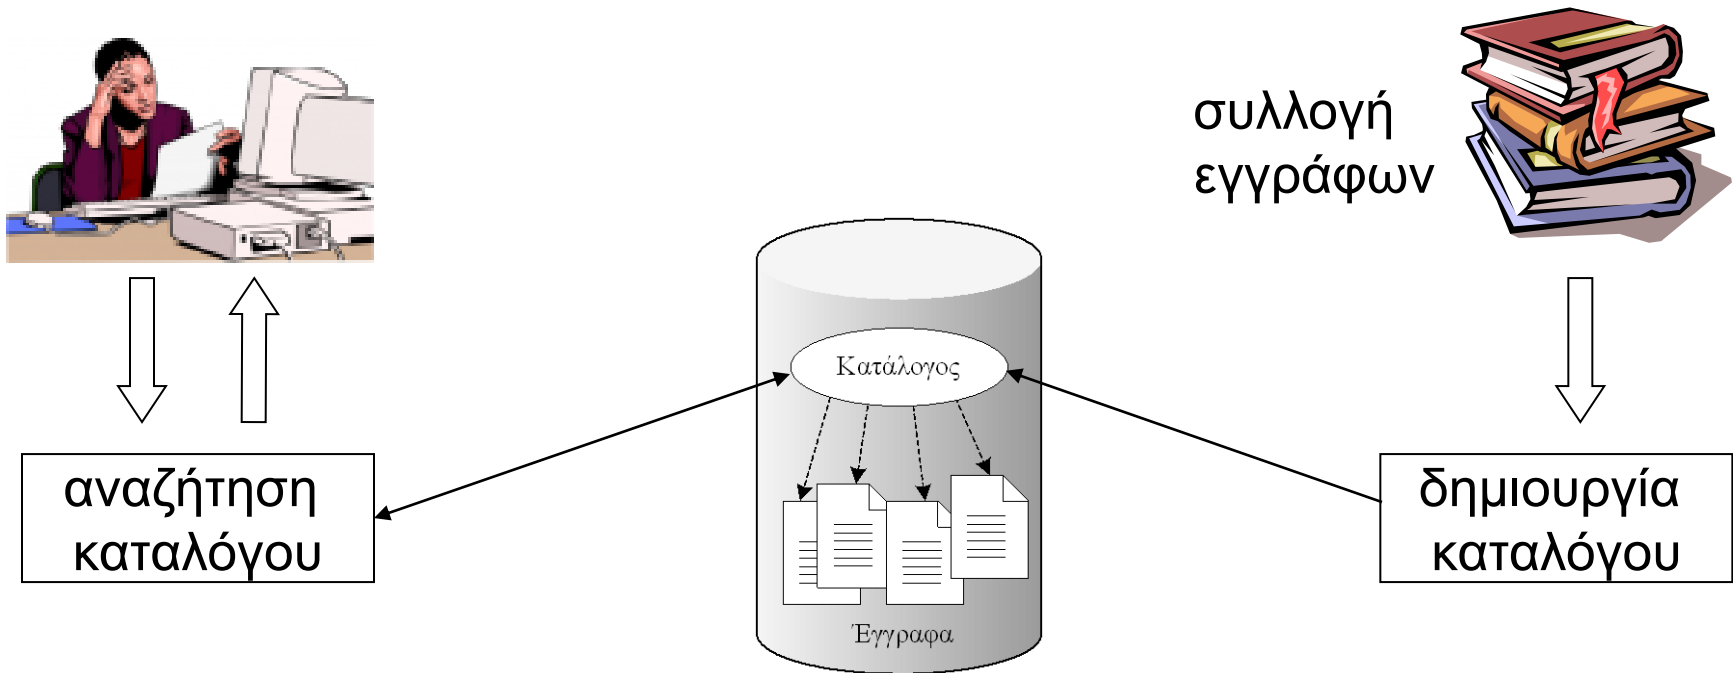 συλλογή
εγγράφων
Κατάλογος
αναζήτηση
καταλόγου
δημιουργία
καταλόγου
Έγγραφα